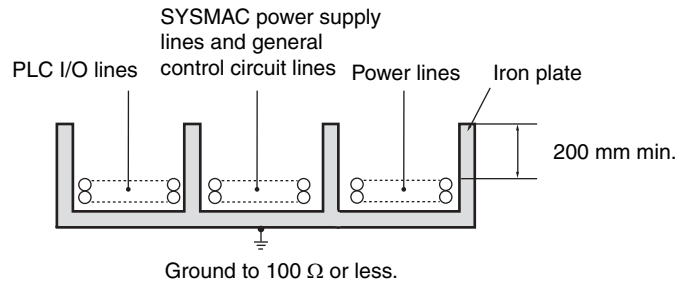 SYSMAC power supply
lines and general
control circuit lines
PLC I/O lines
Power lines
Iron plate
200 mm min.
Ground to 100 Ω or less.